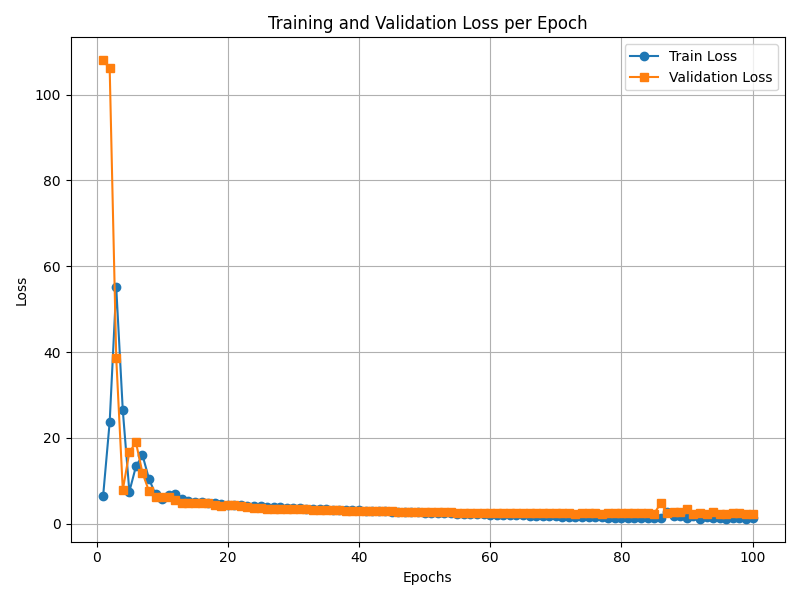 Training and Validation Loss per Epoch
Train Loss
Validation Loss
100
80
60
40
20
0
Loss
0 20 40 60 80 100
Epochs